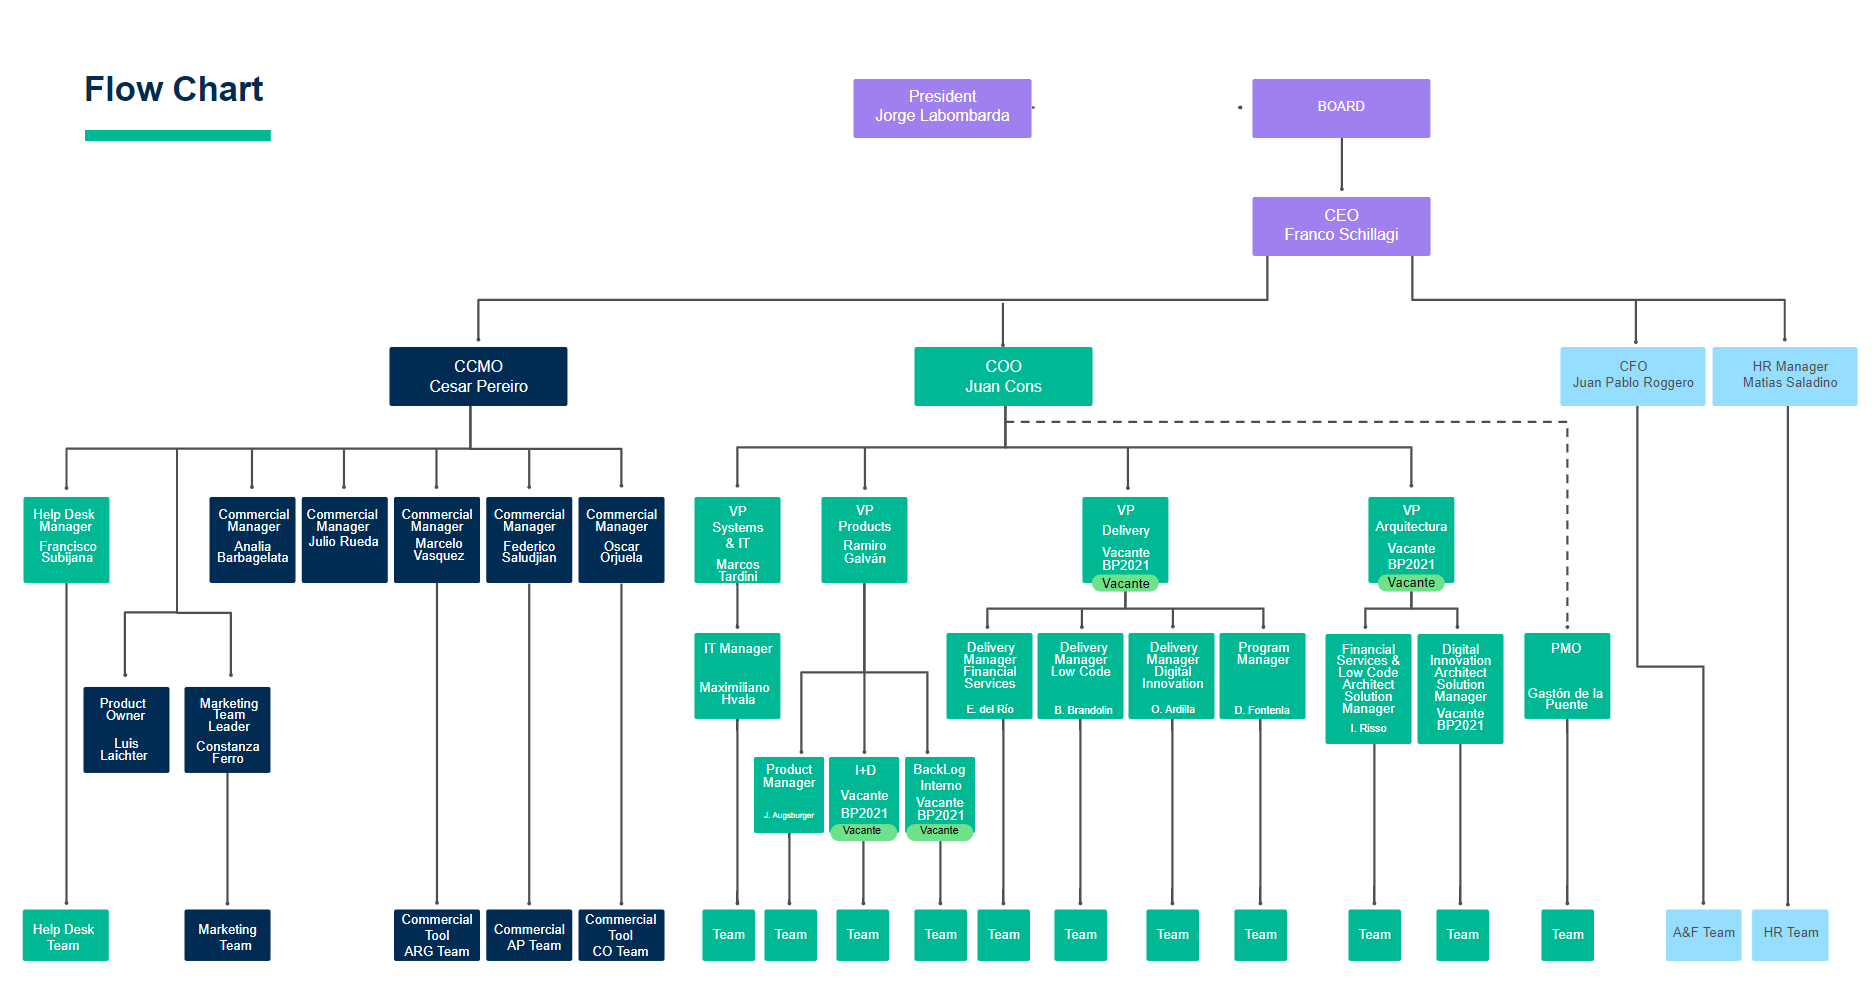 Flow Chart
President
Jorge Labombarda
BOARD
CEO
Franco Schillagi
CCMO
Cesar Pereiro
COO
Juan Cons
CFO
Juan Pablo Roggero
HR Manager
Matias Saladino
Help Desk
Manager
Francisco
Subijana
Commercial
Manager
Analia
Barbagelata
Commercial
Manager
Julio Rueda
Commercial
Manager
Marcelo
Vasquez
Commercial
Manager
Federico
Saludjian
Commercial
Manager
Oscar
Orjuela
VP
Systems
& IT
Marcos
Tardini
VP
Products
Ramiro
Galván
VP
Delivery
Vacante
BP2021
Vacante
VP
Arquitectura
Vacante
BP2021
Vacante
IT Manager
Maximiliano
Hvala
Delivery
Manager
Financial
Services
E. del Río
Delivery
Manager
Low Code
B. Brandolin
Delivery
Manager
Digital
Innovation
O. Ardilla
Program
Manager
D. Fontenla
Financial
Services &
Low Code
Architect
Solution
Manager
I. Risso
Digital
Innovation
Architect
Solution
Manager
Vacante
BP2021
PMO
Gastón de la
Puente
Product
Owner
Luis
Laichter
Marketing
Team
Leader
Constanza
Ferro
Product
Manager
J. Augsburger
I+D
Vacante
BP2021
Vacante
BackLog
Interno
Vacante
BP2021
Vacante
Help Desk
Team
Marketing
Team
Commercial
Tool
ARG Team
Commercial
AP Team
Commercial
Tool
CO Team
Team
Team
Team
Team
Team
Team
Team
Team
Team
Team
Team
A&F Team
HR Team